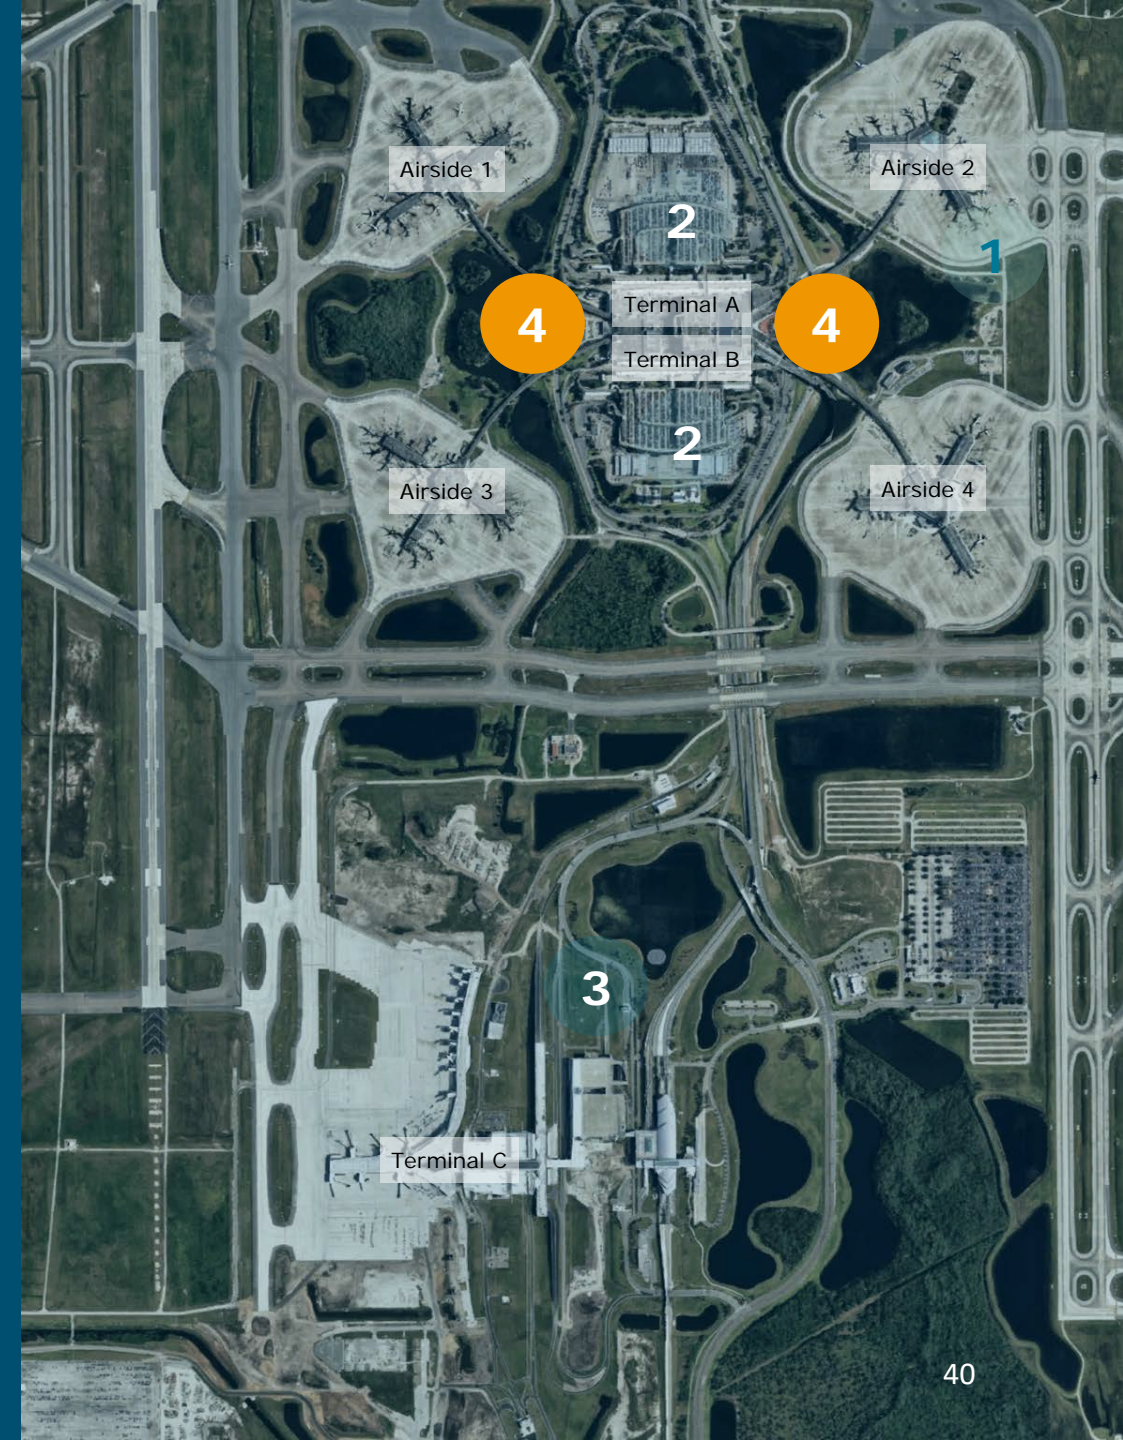 Airside 1
Airside 2
2
1
4
Terminal A
4
Terminal B
2
Airside 3
Airside 4
3
Terminal C
40